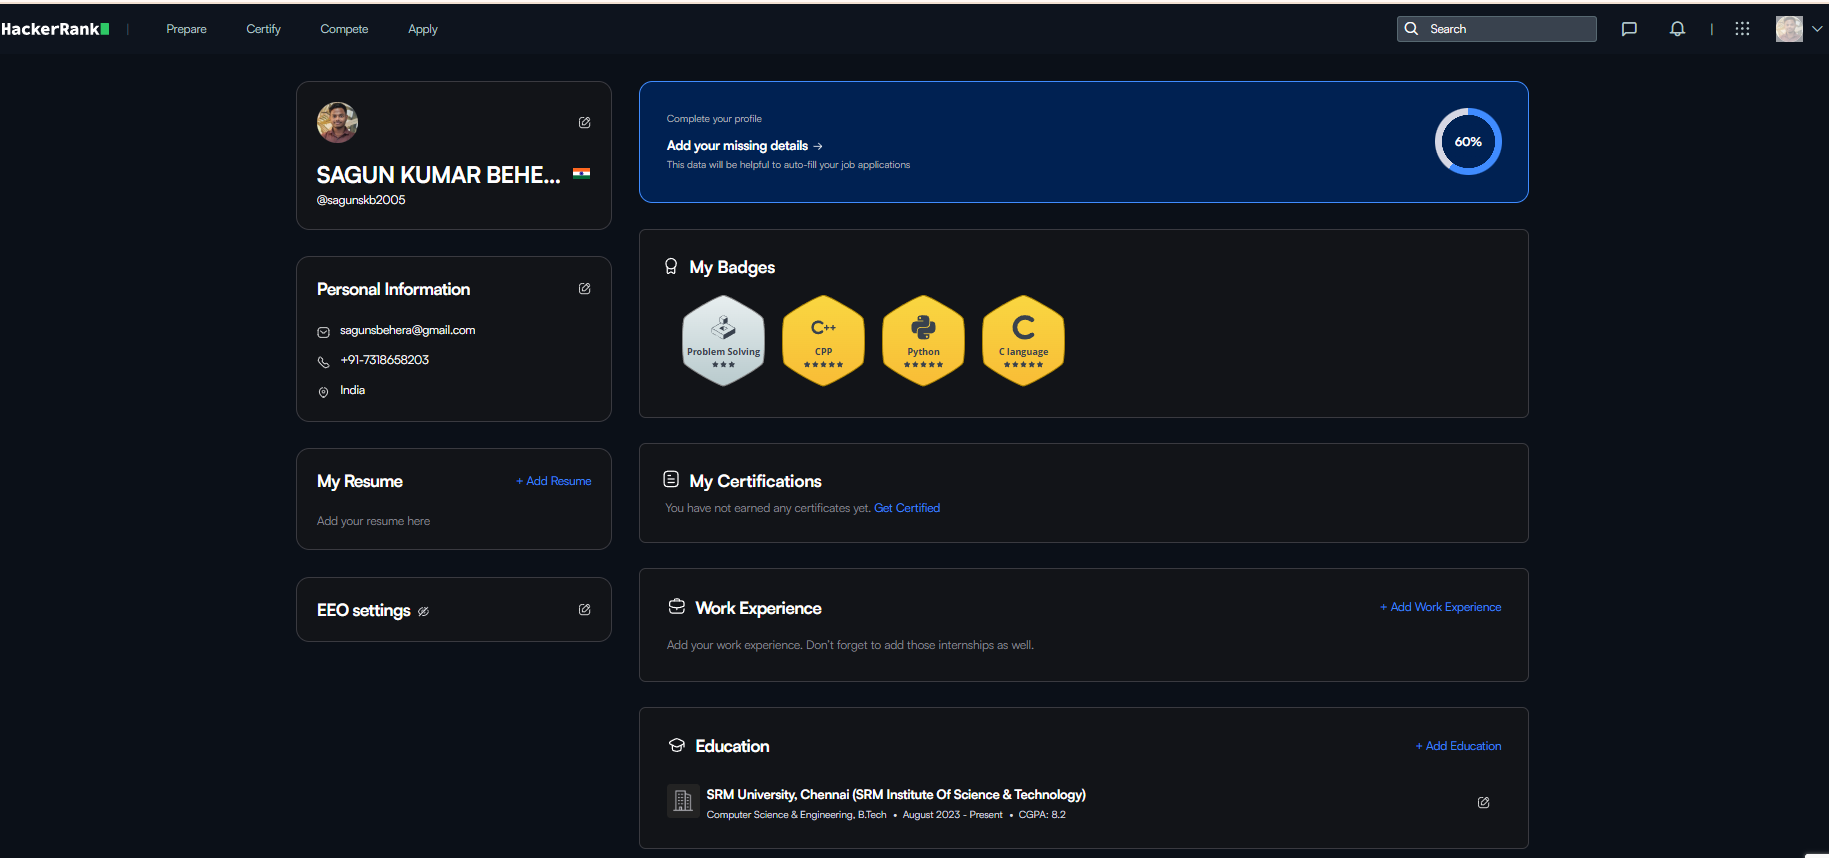 HackerRank
Prepare
Certify
Compete
Apply
Search
SAGUN KUMAR BEHE...
@sagunskb2005
Personal Information
sagunsbehera@gmail.com
+91-7318658203
India
My Resume
+ Add Resume
Add your resume here
EEO settings
Complete your profile
Add your missing details →
This data will be helpful to auto-fill your job applications
60%
My Badges
Problem Solving
C++
CPP
Python
C
C language
My Certifications
You have not earned any certificates yet. Get Certified
Work Experience
+ Add Work Experience
Add your work experience. Don't forget to add those internships as well.
Education
+ Add Education
SRM University, Chennai (SRM Institute Of Science & Technology)
Computer Science & Engineering, B.Tech • August 2023 - Present • CGPA: 8.2